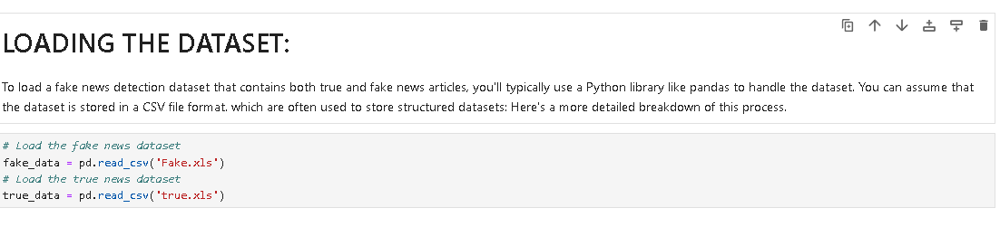 LOADING THE DATASET:
To load a fake news detection dataset that contains both true and fake news articles, you'll typically use a Python library like pandas to handle the dataset. You can assume that
the dataset is stored in a CSV file format. which are often used to store structured datasets: Here's a more detailed breakdown of this process.
# Load the fake news dataset
fake_data = pd.read_csv('Fake.xls')
# Load the true news dataset
true_data = pd.read_csv('true.xls')